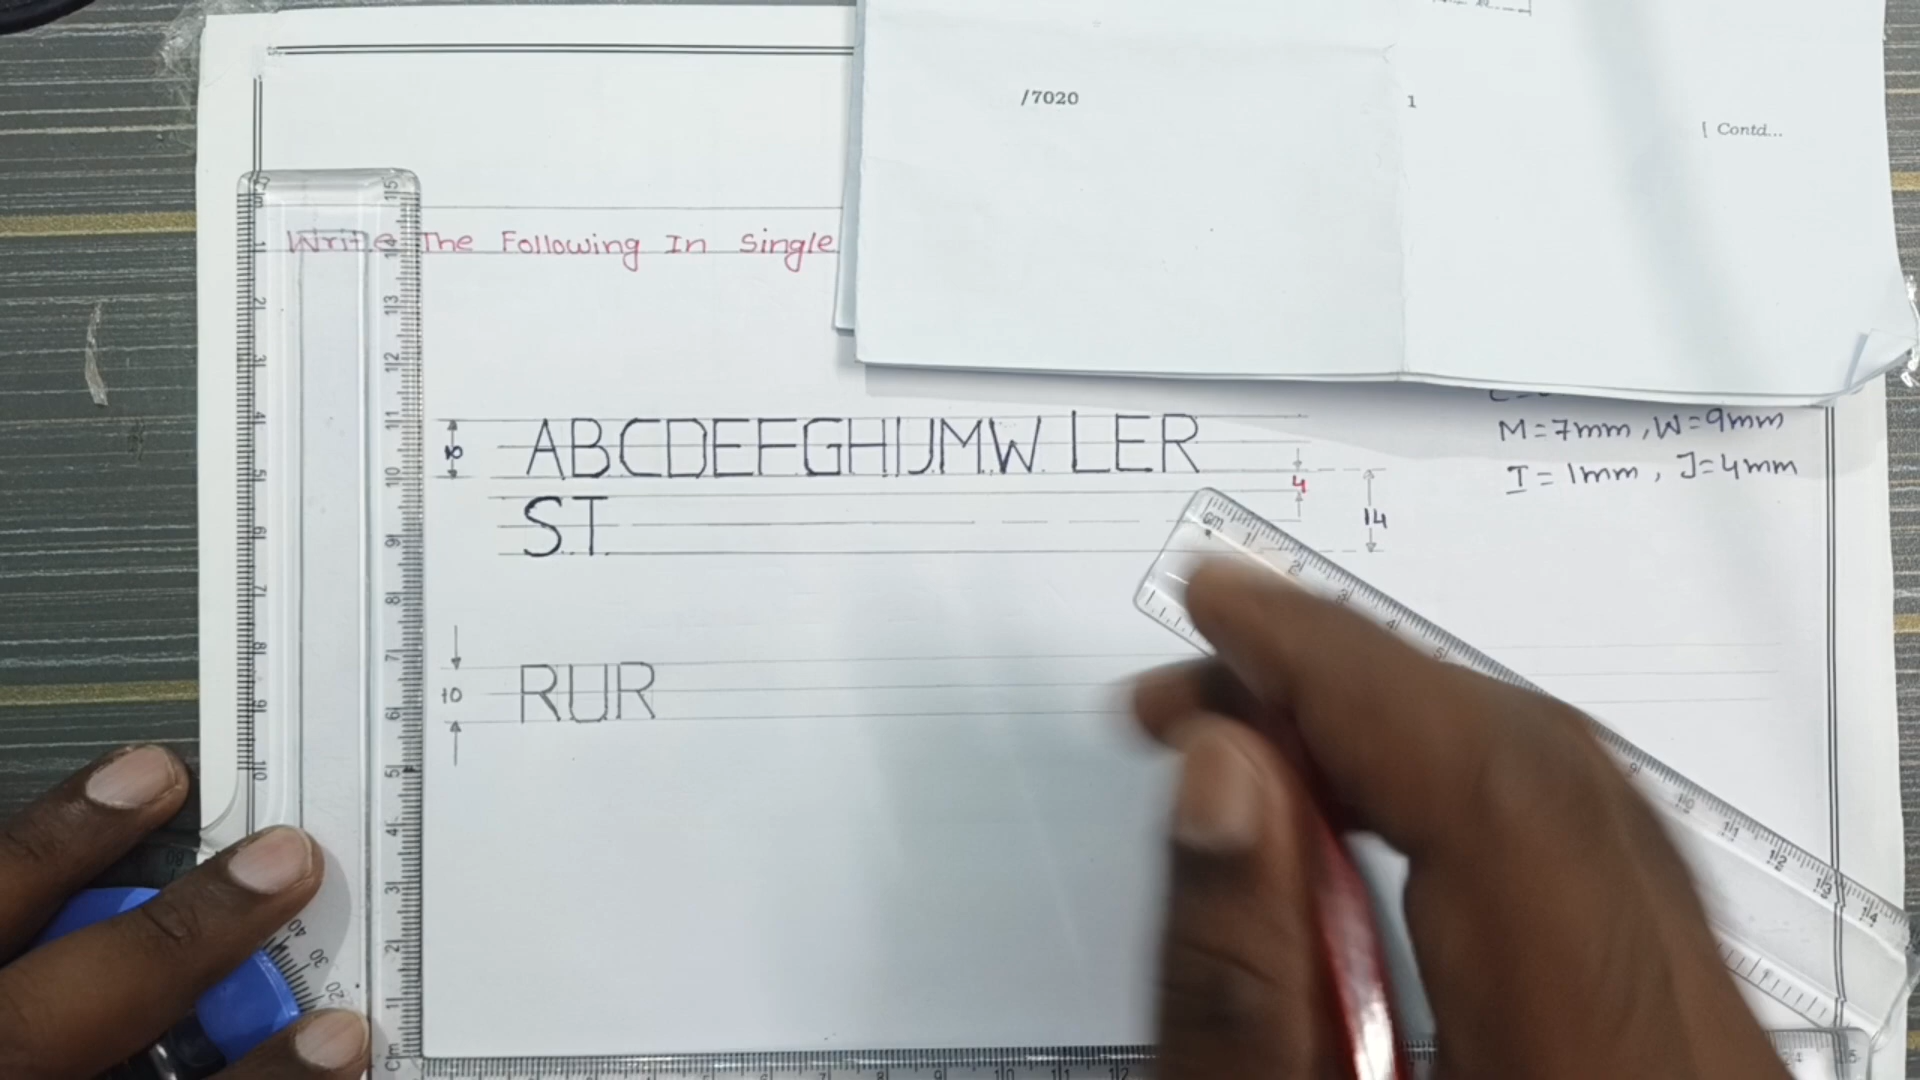 /7020
1
[ Contd...
Write The Following In Single
M=7mm, W=9mm
I = 1mm, J=4mm
ABCDEFGHIJMW LER
4
14
ST
10
RUR